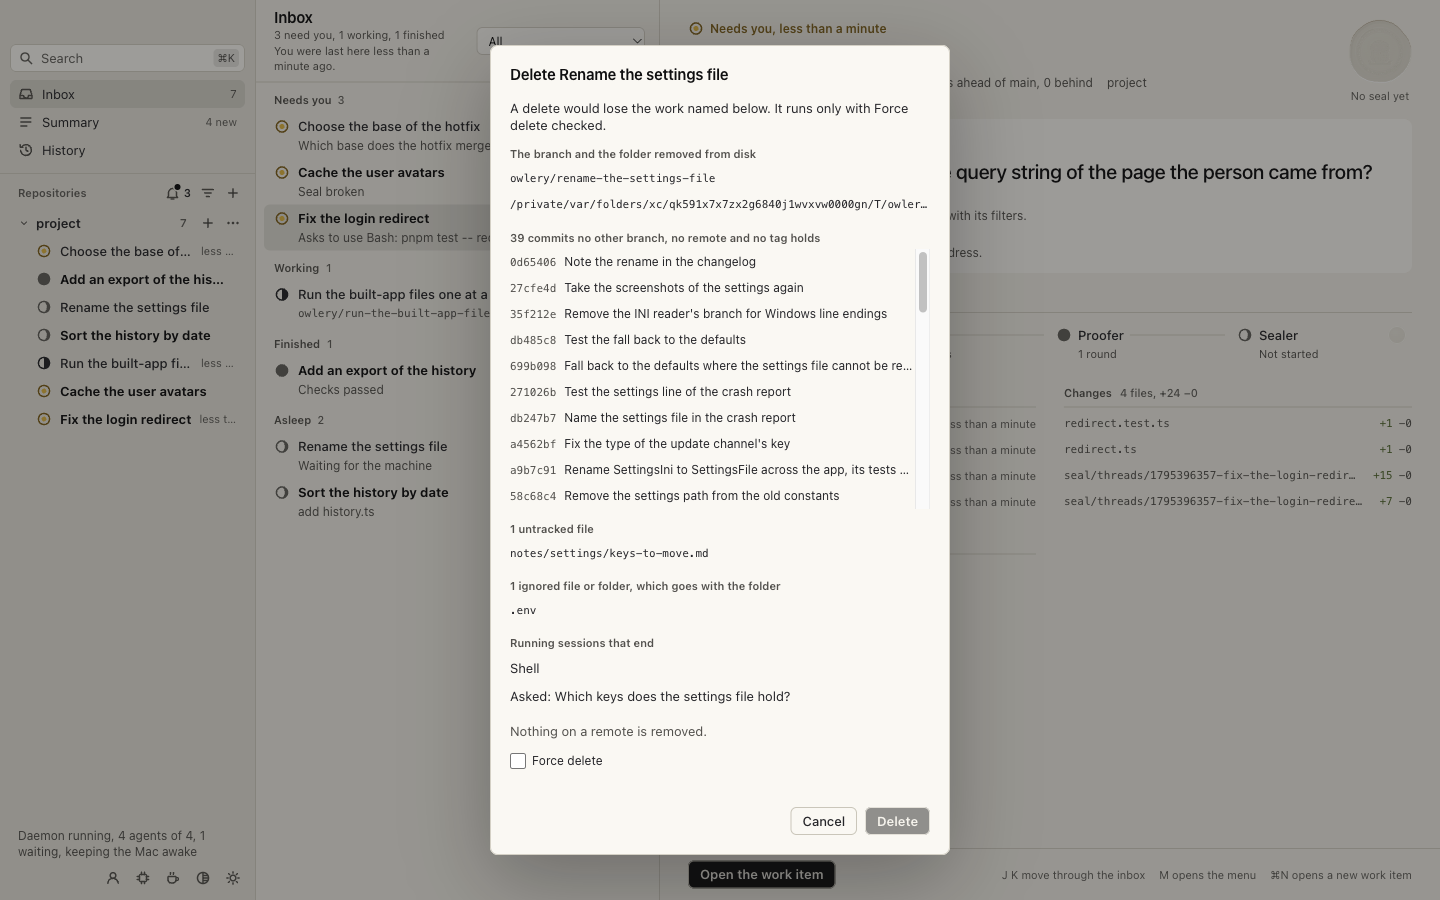 Search
⌘K
Inbox 7
Summary 4 new
History
Repositories 3
project 7
Choose the base of... less ...
Add an export of the his...
Rename the settings file
Sort the history by date
Run the built-app fi... less ...
Cache the user avatars
Fix the login redirect less t...
Daemon running, 4 agents of 4, 1
waiting, keeping the Mac awake
Inbox
3 need you, 1 working, 1 finished
You were last here less than a
minute ago.
All
Needs you 3
Choose the base of the hotfix
Which base does the hotfix merge
Cache the user avatars
Seal broken
Fix the login redirect
Asks to use Bash: pnpm test -- red
Working 1
Run the built-app files one at a
owlery/run-the-built-app-file
Finished 1
Add an export of the history
Checks passed
Asleep 2
Rename the settings file
Waiting for the machine
Sort the history by date
add history.ts
Delete Rename the settings file
A delete would lose the work named below. It runs only with Force
delete checked.
The branch and the folder removed from disk
owlery/rename-the-settings-file
/private/var/folders/xc/qk591x7x7zx2g6840j1wvxvw0000gn/T/owler…
39 commits no other branch, no remote and no tag holds
0d65406 Note the rename in the changelog
27cfe4d Take the screenshots of the settings again
35f212e Remove the INI reader's branch for Windows line endings
db485c8 Test the fall back to the defaults
699b098 Fall back to the defaults where the settings file cannot be re...
271026b Test the settings line of the crash report
db247b7 Name the settings file in the crash report
a4562bf Fix the type of the update channel's key
a9b7c91 Rename SettingsIni to SettingsFile across the app, its tests ...
58c68c4 Remove the settings path from the old constants
1 untracked file
notes/settings/keys-to-move.md
1 ignored file or folder, which goes with the folder
.env
Running sessions that end
Shell
Asked: Which keys does the settings file hold?
Nothing on a remote is removed.
Force delete
Cancel
Delete
Needs you, less than a minute
s ahead of main, 0 behind project
No seal yet
query string of the page the person came from?
with its fits.
dress.
Proofer
1 round
Sealer
Not started
Changes 4 files, +24 −0
ss than a minute
redirect.test.ts +1 −0
ss than a minute
redirect.ts +1 −0
ss than a minute
seal/threads/1795396357-fix-the-login-redir… +15 −0
ss than a minute
seal/threads/1795396357-fix-the-login-redire… +7 −0
Open the work item
J K move through the inbox
M opens the menu
⌘N opens a new work item